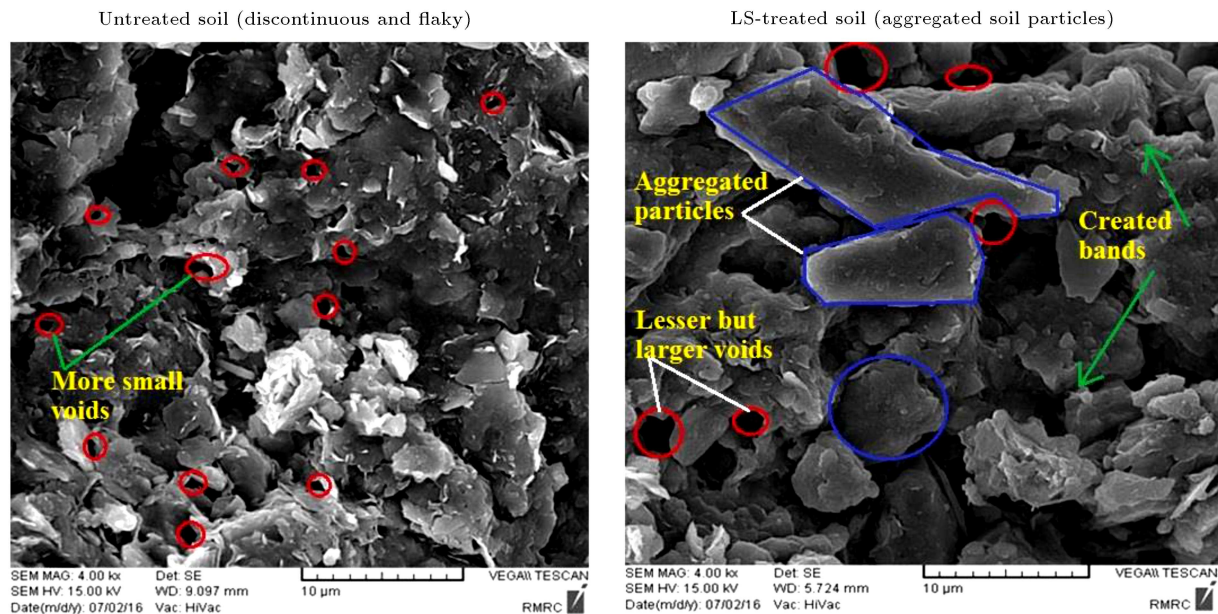 Untreated soil (discontinuous and flaky)
More small
voids
SEM MAG: 4.00 kx Det: SE
SEM HV: 15.00 kV WD: 9.097 mm
Date(m/d/y): 07/02/16 Vac: HiVac
10 µm
VEGA\\ TESCAN
RMRC
LS-treated soil (aggregated soil particles)
Aggregated
particles
Created
bands
Lesser but
larger voids
SEM MAG: 4.00 kx Det: SE
SEM HV: 15.00 kV WD: 5.724 mm
Date(m/d/y): 07/02/16 Vac: HiVac
10 µm
VEGA\\ TESCAN
RMRC